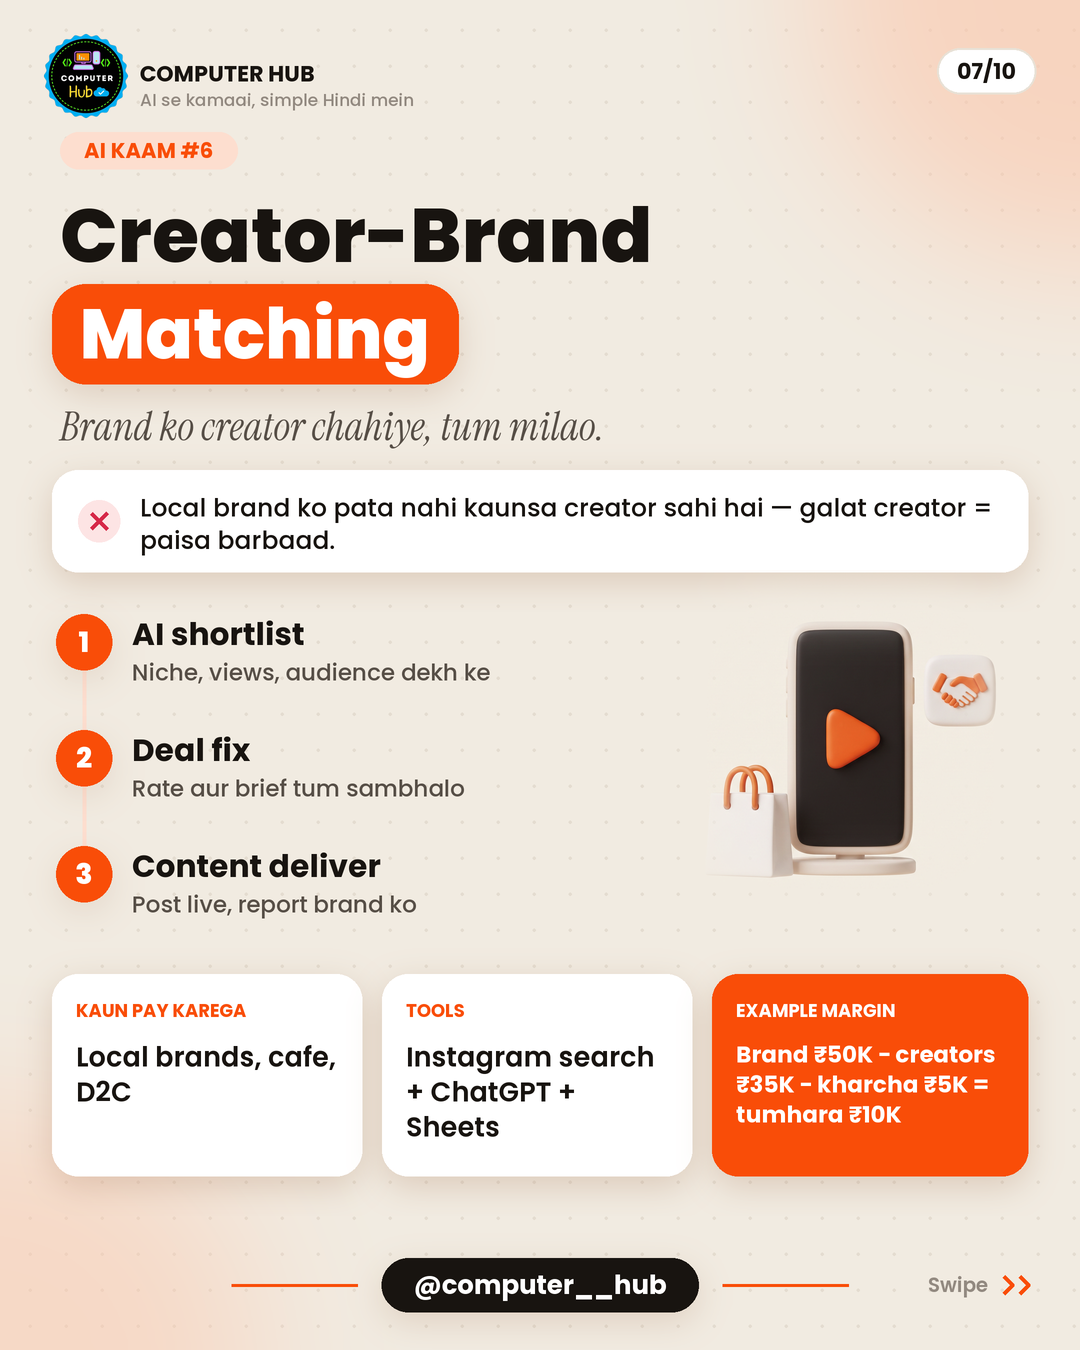 COMPUTER
Hub
COMPUTER HUB
AI se kamaai, simple Hindi mein
07/10
AI KAAM #6
Creator-Brand
Matching
Brand ko creator chahiye, tum milao.
Local brand ko pata nahi kaunsa creator sahi hai — galat creator =
paisa barbaad.
1
AI shortlist
Niche, views, audience dekh ke
2
Deal fix
Rate aur brief tum sambhalo
3
Content deliver
Post live, report brand ko
KAUN PAY KAREGA
Local brands, cafe,
D2C
TOOLS
Instagram search
+ ChatGPT +
Sheets
EXAMPLE MARGIN
Brand ₹50K - creators
₹35K - kharcha ₹5K =
tumhara ₹10K
@computer__hub
Swipe